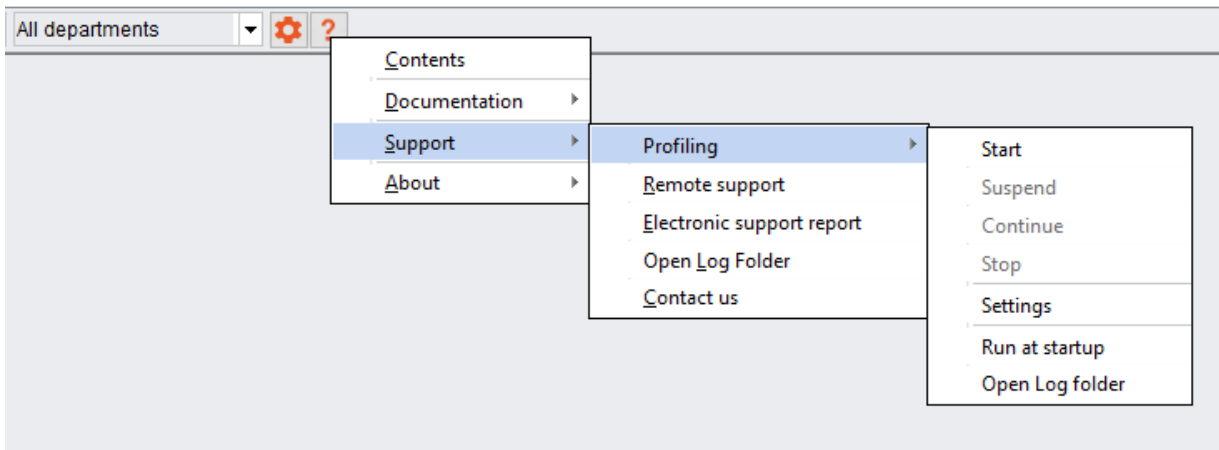 All departments
?
Contents
Documentation
Support
About
Profiling
Remote support
Electronic support report
Open Log Folder
Contact us
Start
Suspend
Continue
Stop
Settings
Run at startup
Open Log folder